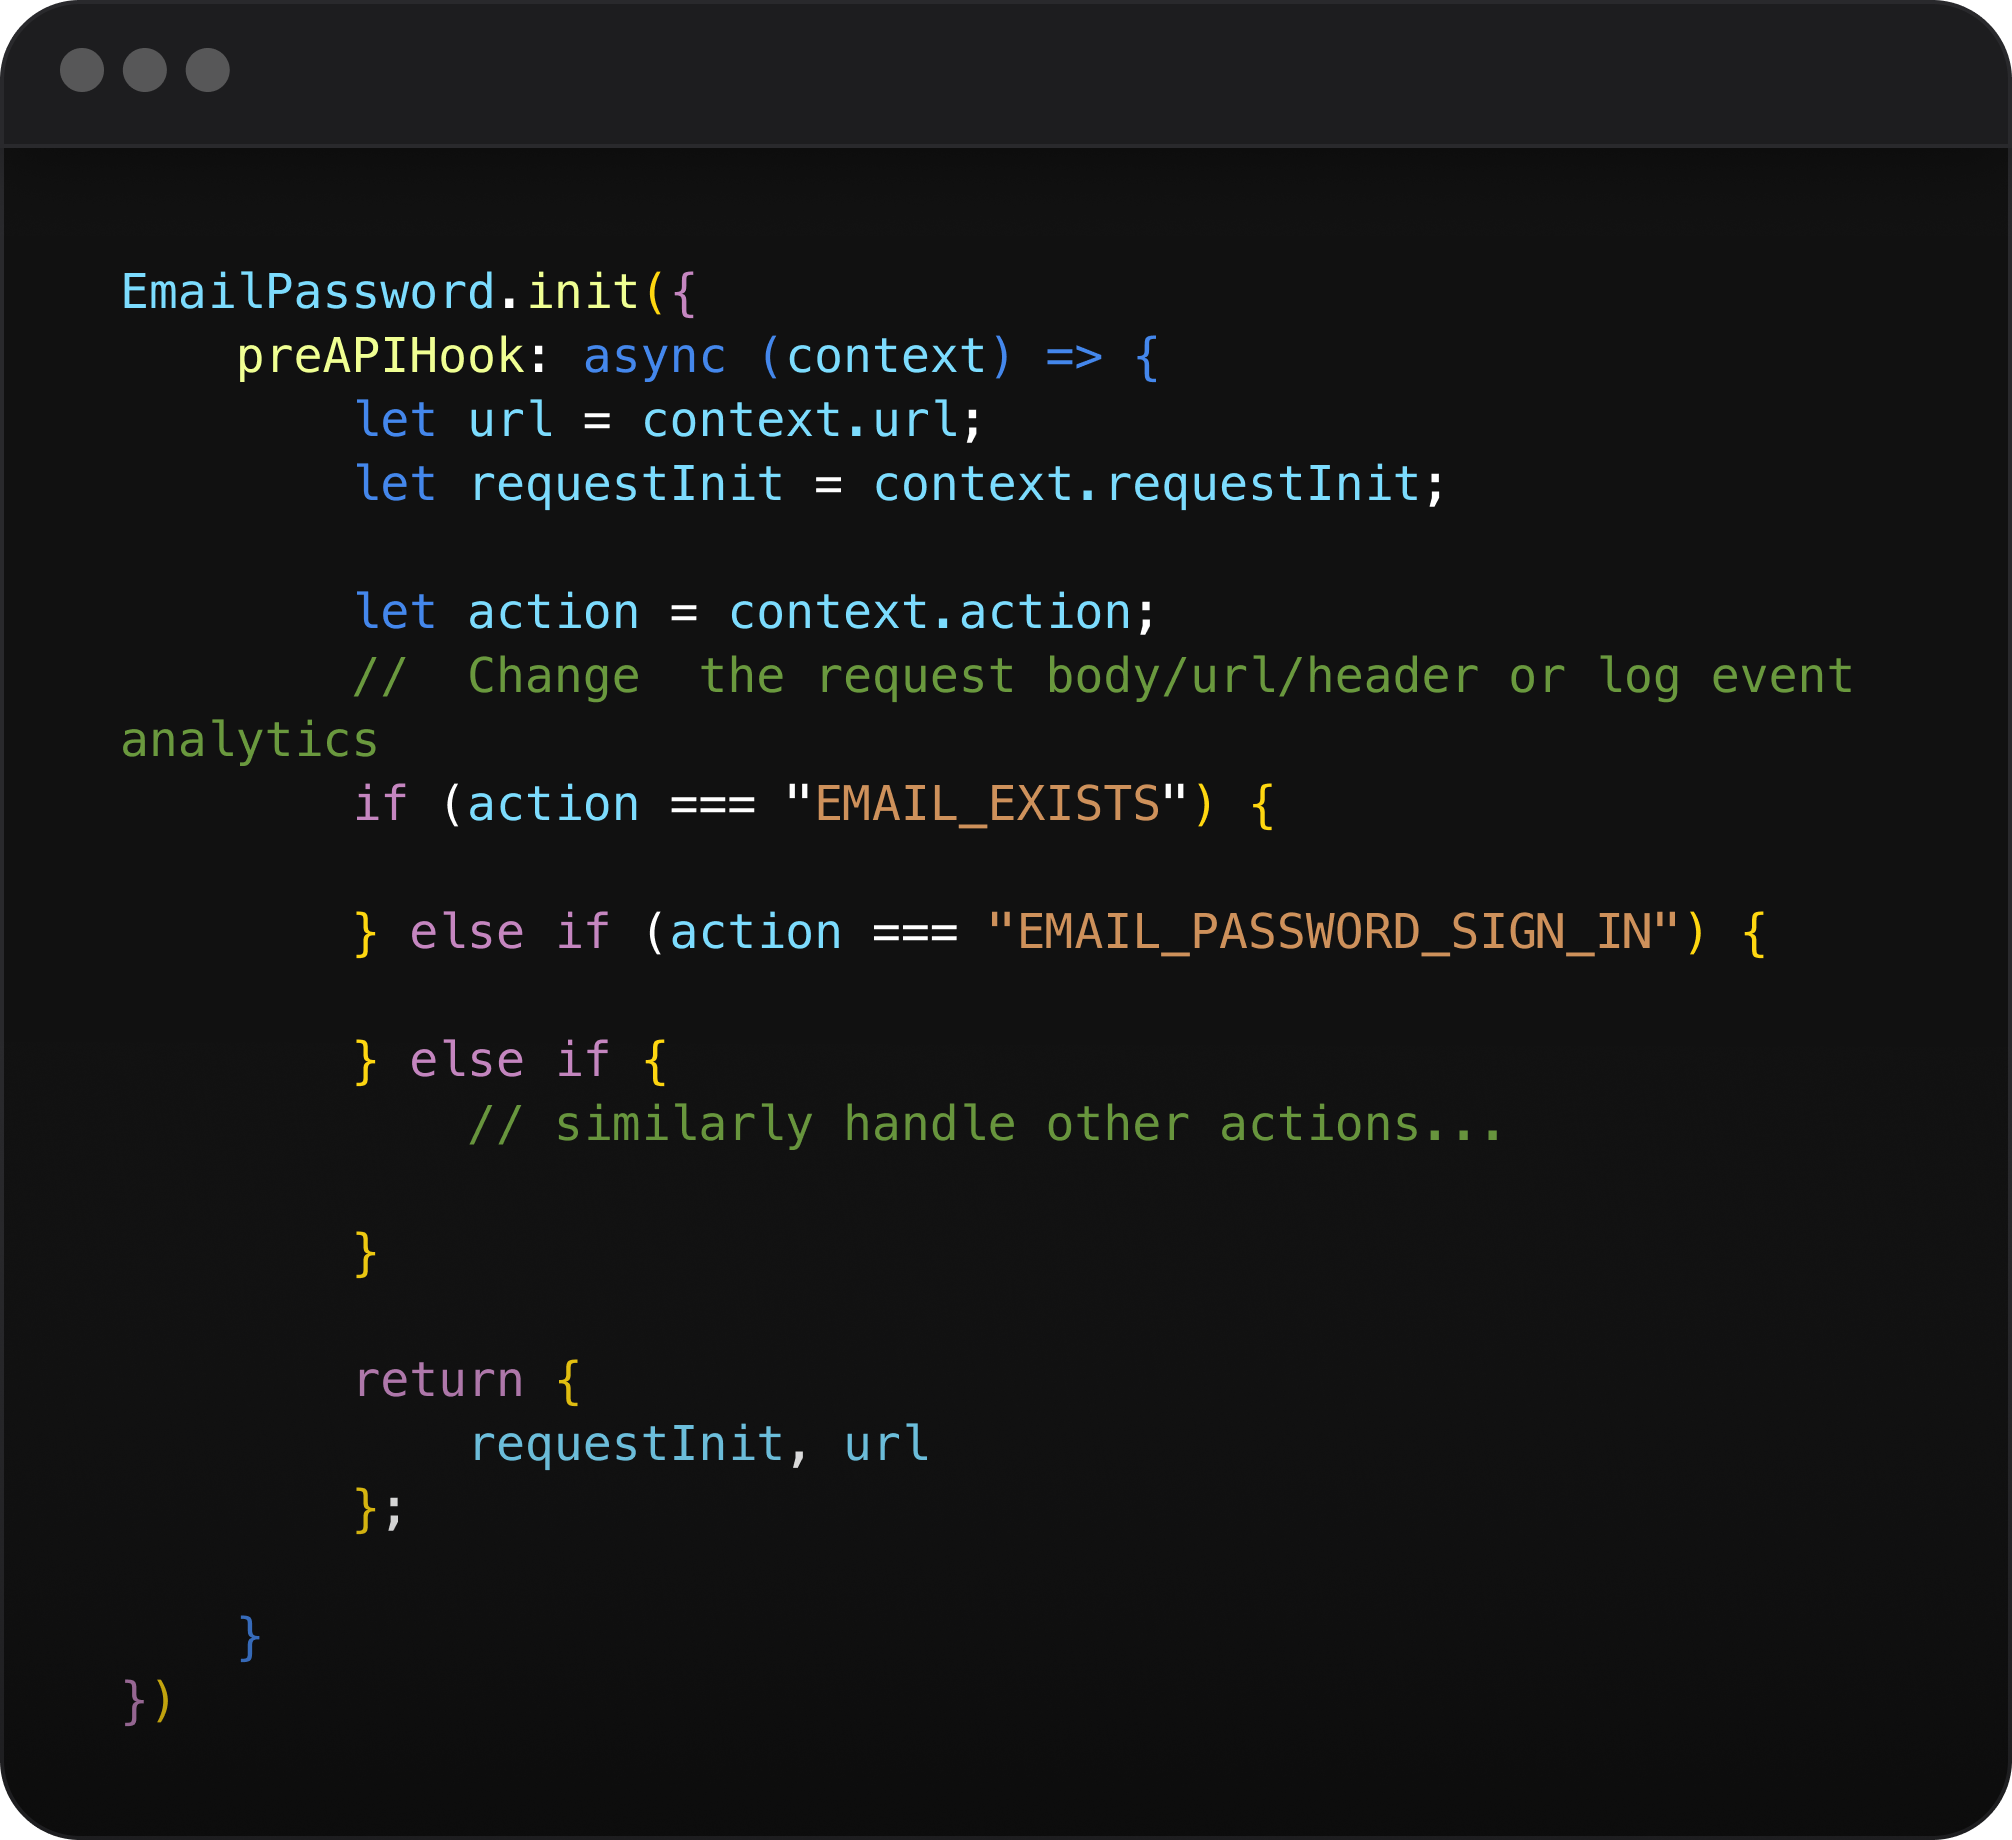 EmailPassword.init({
    preAPIHook: async (context) => {
        let url = context.url;
        let requestInit = context.requestInit;

        let action = context.action;
        //  Change  the request body/url/header or log event
analytics
        if (action === "EMAIL_EXISTS") {

        } else if (action === "EMAIL_PASSWORD_SIGN_IN") {

        } else if {
            // similarly handle other actions...

        }

        return {
            requestInit, url
        };

    }
})